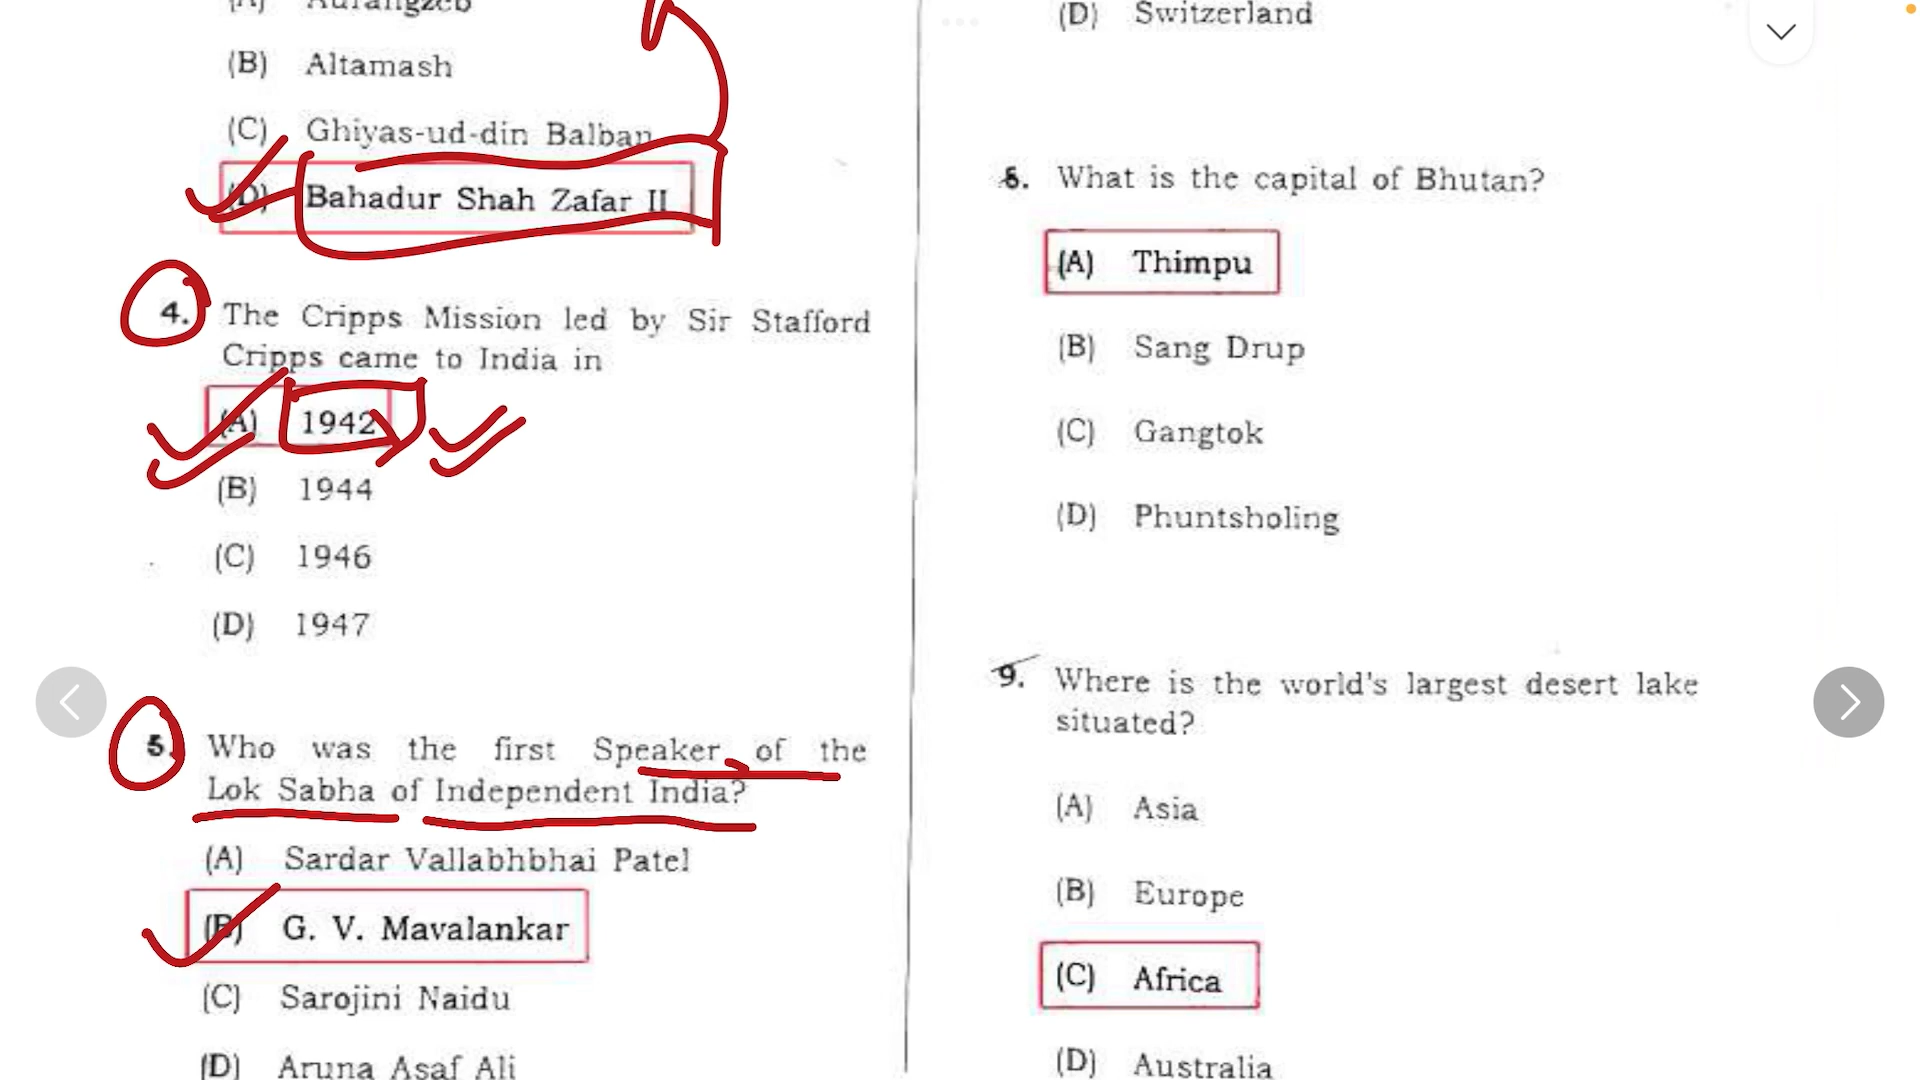 (A) Aurangzeb
(B) Altamash
(C) Ghiyas-ud-din Balban
(D) Bahadur Shah Zafar II
4. The Cripps Mission led by Sir Stafford
Cripps came to India in
(A) 1942
(B) 1944
(C) 1946
(D) 1947
5. Who was the first Speaker of the
Lok Sabha of Independent India?
(A) Sardar Vallabhbhai Patel
(B) G. V. Mavalankar
(C) Sarojini Naidu
(D) Aruna Asaf Ali
(D) Switzerland
8. What is the capital of Bhutan?
(A) Thimpu
(B) Sang Drup
(C) Gangtok
(D) Phuntsholing
9. Where is the world's largest desert lake
situated?
(A) Asia
(B) Europe
(C) Africa
(D) Australia